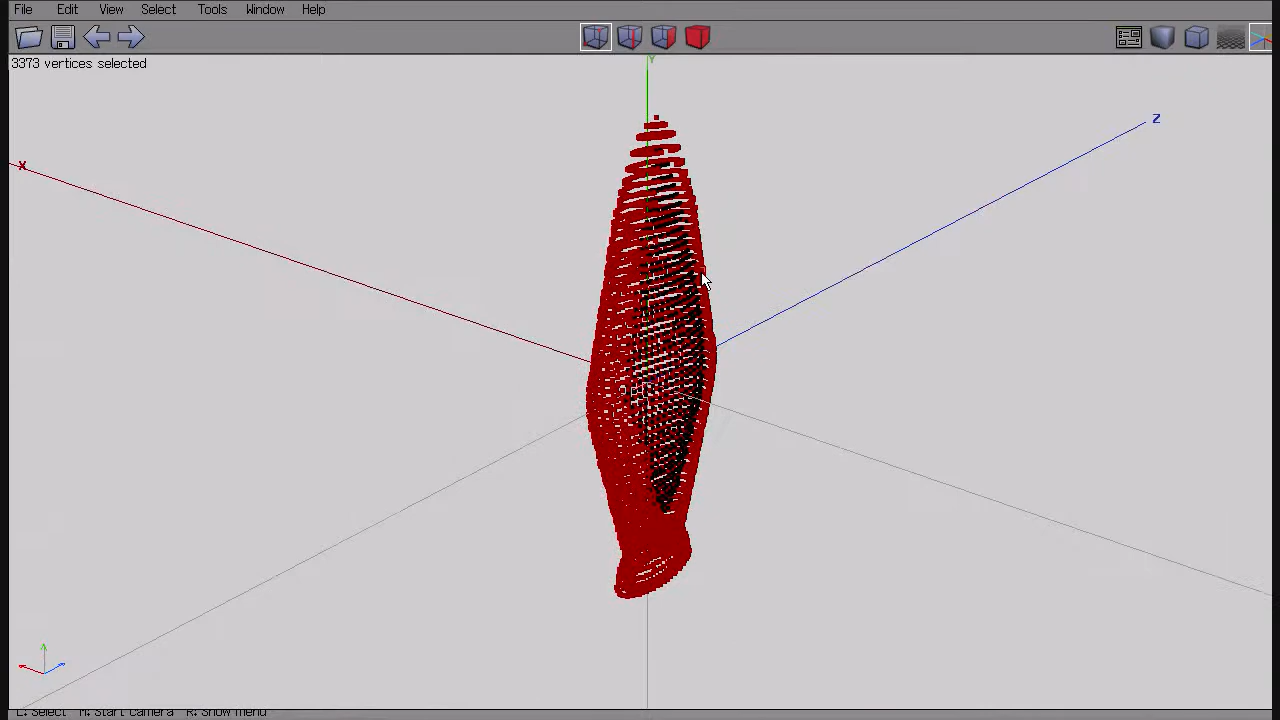 File Edit View Select Tools Window Help
3373 vertices selected
Y
Z
X
L: Select M: Start Camera R: Show menu